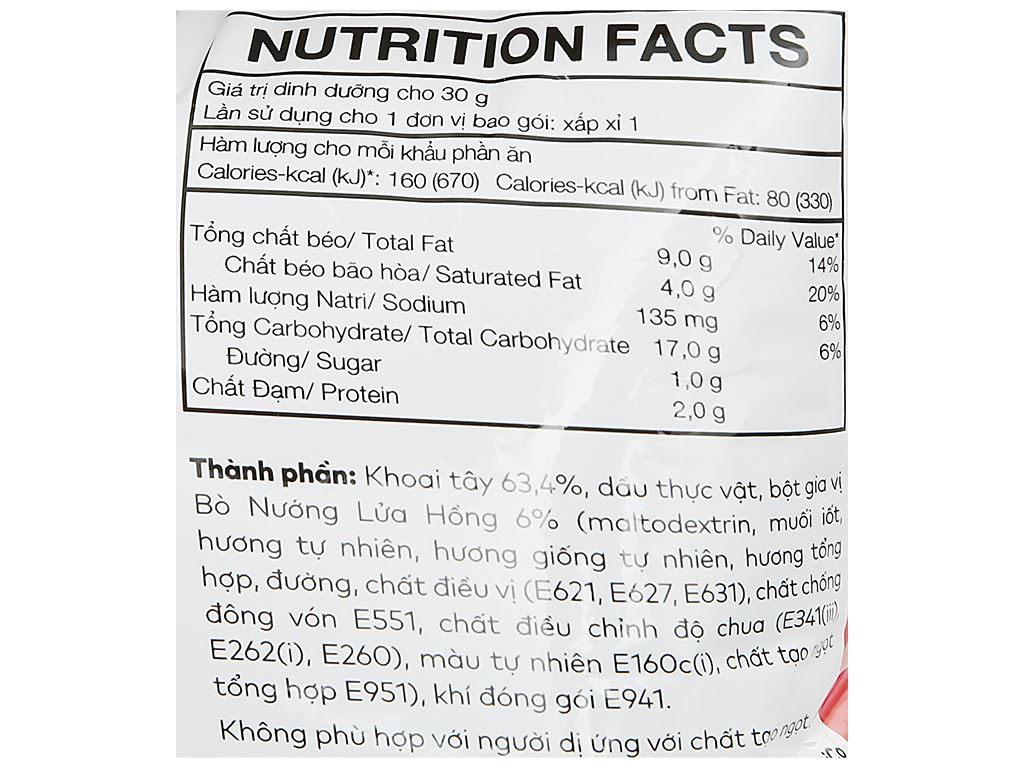 NUTRITION FACTS
Giá trị dinh dưỡng cho 30 g
Lần sử dụng cho 1 đơn vị bao gói: xấp xỉ 1
Hàm lượng cho mỗi khẩu phần ăn
Calories-kcal (kJ)*: 160 (670) Calories-kcal (kJ) from Fat: 80 (330)
% Daily Value*
Tổng chất béo/ Total Fat 9,0 g 14%
Chất béo bão hòa/ Saturated Fat 4,0 g 20%
Hàm lượng Natri/ Sodium 135 mg 6%
Tổng Carbohydrate/ Total Carbohydrate 17,0 g 6%
Đường/ Sugar 1,0 g
Chất Đạm/ Protein 2,0 g
Thành phần: Khoai tây 63,4%, dầu thực vật, bột gia vị
Bò Nướng Lửa Hồng 6% (maltodextrin, muối iốt,
hương tự nhiên, hương giống tự nhiên, hương tổng
hợp, đường, chất điều vị (E621, E627, E631), chất chống
đông vón E551, chất điều chỉnh độ chua (E341(iii),
E262(i), E260), màu tự nhiên E160c(i), chất tạo ngọt
tổng hợp E951), khí đóng gói E941.
Không phù hợp với người dị ứng với chất tạo ngọt